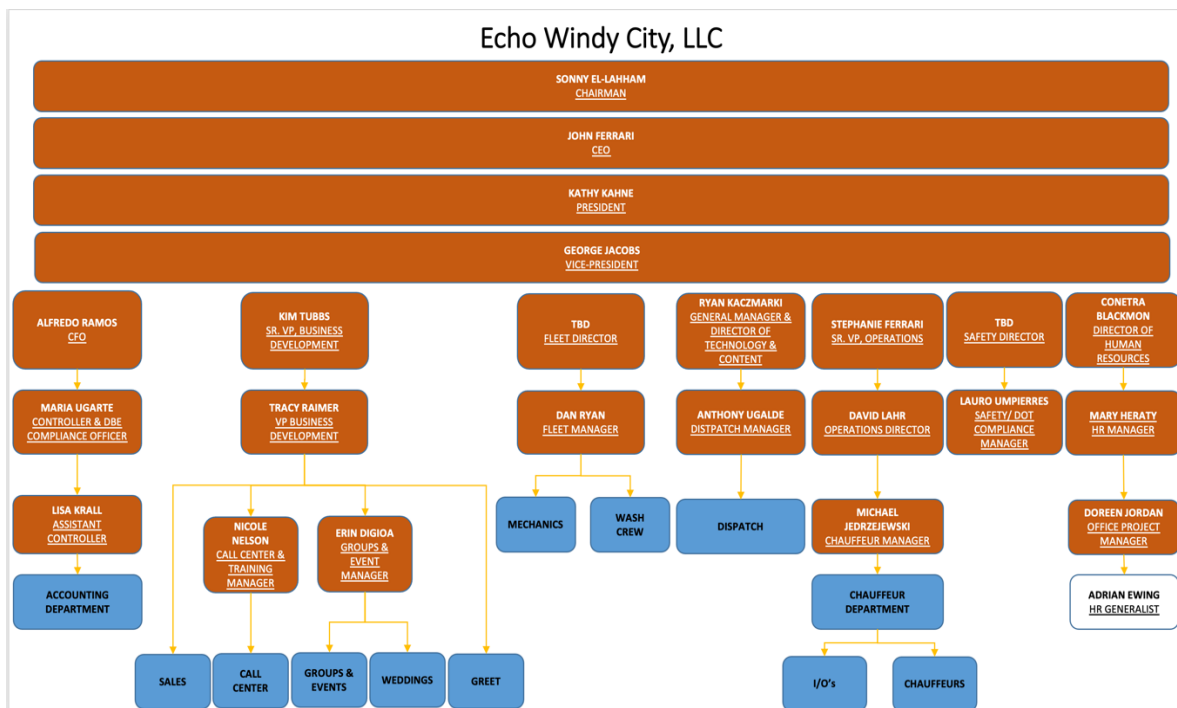 Echo Windy City, LLC
SONNY EL-LAHHAM
CHAIRMAN
JOHN FERRARI
CEO
KATHY KAHNE
PRESIDENT
GEORGE JACOBS
VICE-PRESIDENT
ALFREDO RAMOS
CFO
KIM TUBBS
SR. VP, BUSINESS
DEVELOPMENT
TBD
FLEET DIRECTOR
RYAN KACZMARKI
GENERAL MANAGER &
DIRECTOR OF
TECHNOLOGY &
CONTENT
STEPHANIE FERRARI
SR. VP, OPERATIONS
TBD
SAFETY DIRECTOR
CONETRA
BLACKMON
DIRECTOR OF
HUMAN
RESOURCES
MARIA UGARTE
CONTROLLER & DBE
COMPLIANCE OFFICER
TRACY RAIMER
VP BUSINESS
DEVELOPMENT
DAN RYAN
FLEET MANAGER
ANTHONY UGALDE
DISTPATCH MANAGER
DAVID LAHR
OPERATIONS DIRECTOR
LAURO UMPIERRES
SAFETY/ DOT
COMPLIANCE
MANAGER
MARY HERATY
HR MANAGER
LISA KRALL
ASSISTANT
CONTROLLER
NICOLE
NELSON
CALL CENTER &
TRAINING
MANAGER
ERIN DIGIOA
GROUPS &
EVENT
MANAGER
MECHANICS
WASH
CREW
DISPATCH
MICHAEL
JEDRZEJEWSKI
CHAUFFEUR MANAGER
DOREEN JORDAN
OFFICE PROJECT
MANAGER
ACCOUNTING
DEPARTMENT
CHAUFFEUR
DEPARTMENT
ADRIAN EWING
HR GENERALIST
SALES
CALL
CENTER
GROUPS &
EVENTS
WEDDINGS
GREET
I/O's
CHAUFFEURS